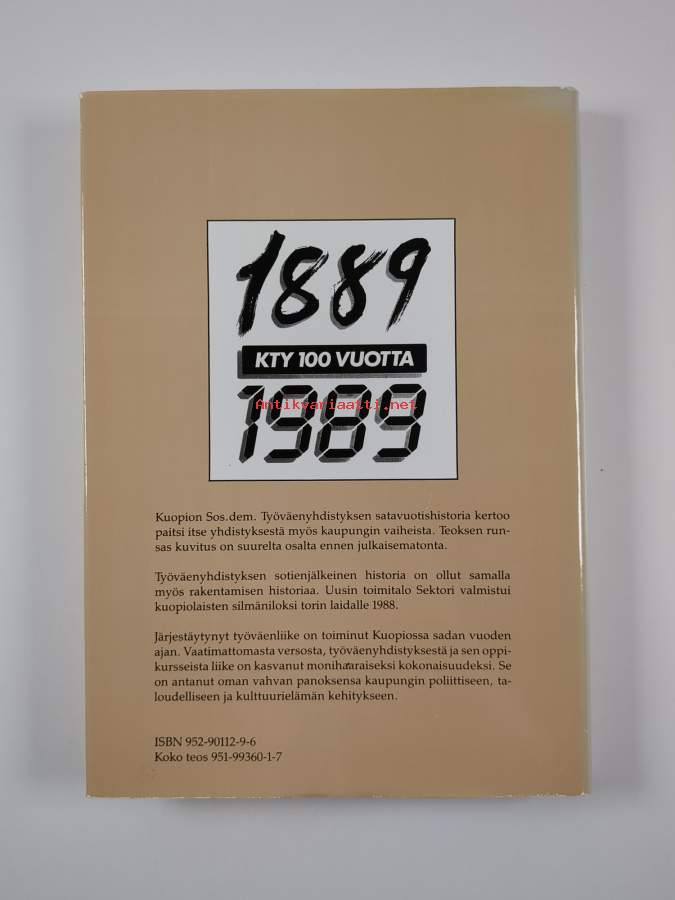 1889
KTY 100 VUOTTA
Antikvariaatti.net
1989
Kuopion Sos.dem. Työväenyhdistyksen satavuotishistoria kertoo
paitsi itse yhdistyksestä myös kaupungin vaiheista. Teoksen run-
sas kuvitus on suurelta osalta ennen julkaisematonta.
Työväenyhdistyksen sotienjälkeinen historia on ollut samalla
myös rakentamisen historiaa. Uusin toimitalo Sektori valmistui
kuopiolaisten silmäniloksi torin laidalle 1988.
Järjestäytynyt työväenliike on toiminut Kuopiossa sadan vuoden
ajan. Vaatimattomasta versosta, työväenyhdistyksestä ja sen oppi-
kursseista liike on kasvanut moniharaiseksi kokonaisuudeksi. Se
on antanut oman vahvan panoksensa kaupungin poliittiseen, ta-
loudelliseen ja kulttuurielämän kehitykseen.
ISBN 952-90112-9-6
Koko teos 951-99360-1-7